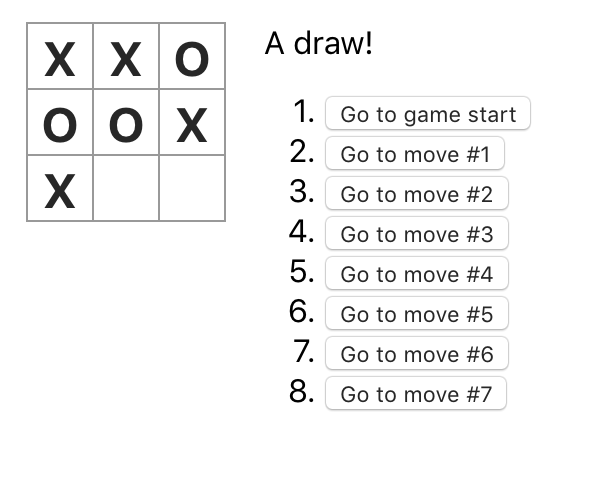 X X O
O O X
X
A draw!
1. Go to game start
2. Go to move #1
3. Go to move #2
4. Go to move #3
5. Go to move #4
6. Go to move #5
7. Go to move #6
8. Go to move #7